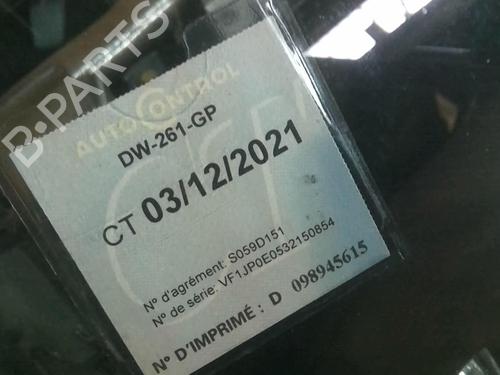 B-PARTS
AUTOCONTROL
DW-261-GP
CT 03/12/2021
N° d'agrément: S059D151
N° de série: VF1JP0E0532150854
N° D'IMPRIMÉ : D 098945615